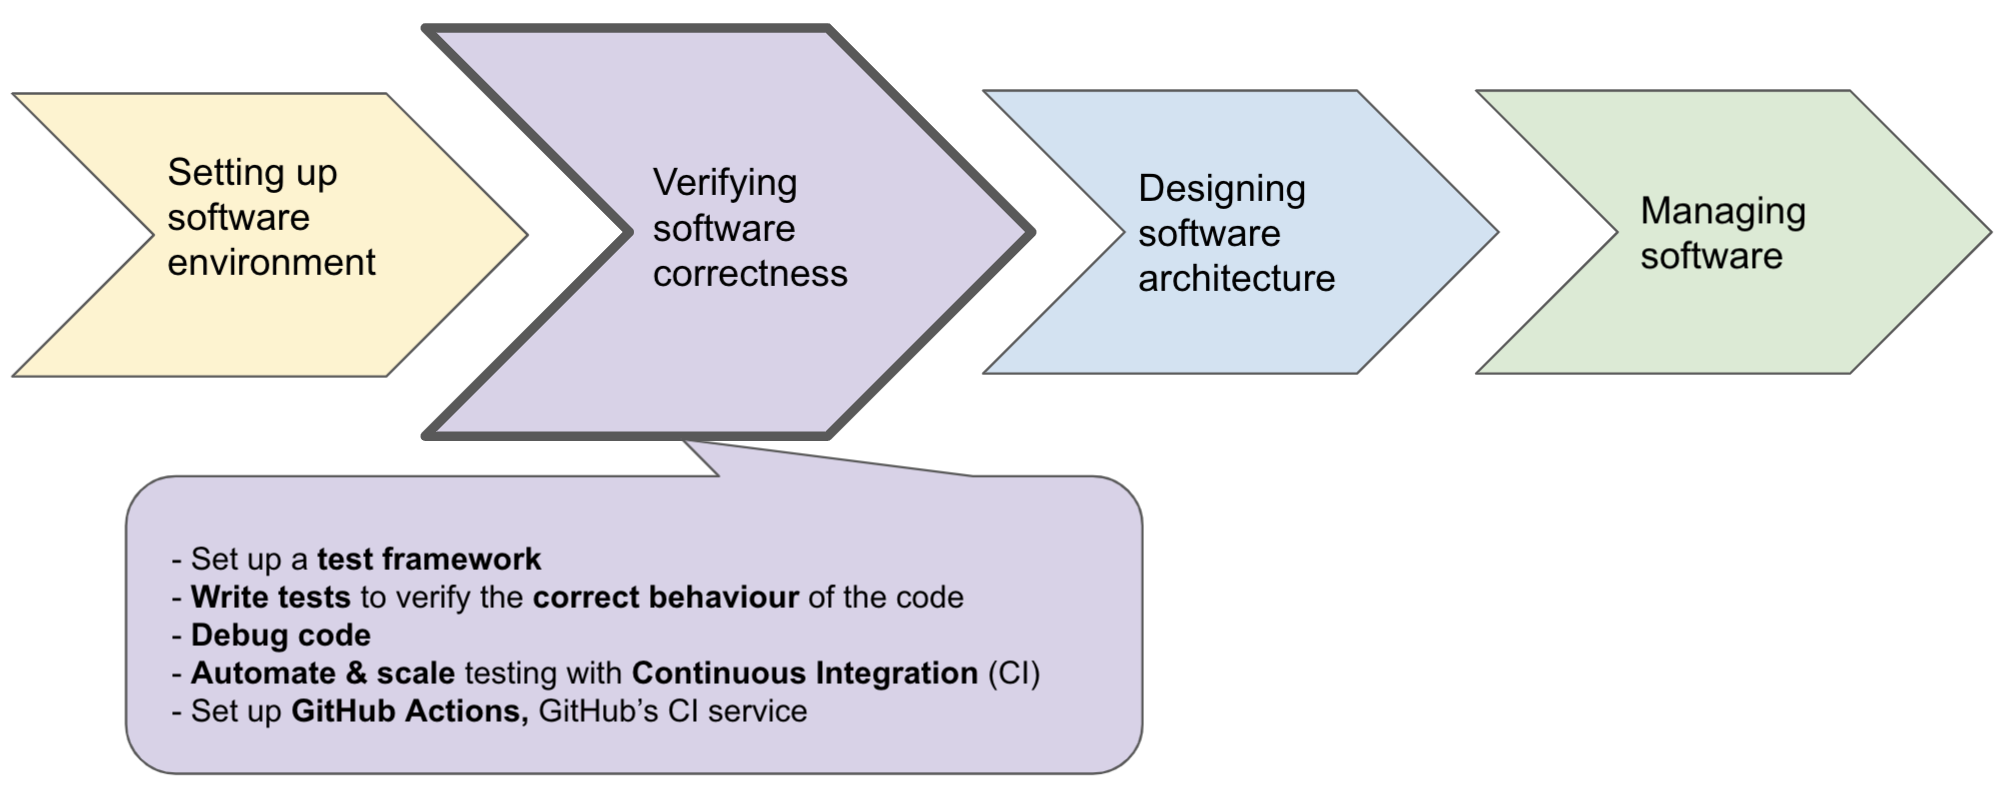 Setting up
software
environment
Verifying
software
correctness
Designing
software
architecture
Managing
software
- Set up a test framework
- Write tests to verify the correct behaviour of the code
- Debug code
- Automate & scale testing with Continuous Integration (CI)
- Set up GitHub Actions, GitHub’s CI service